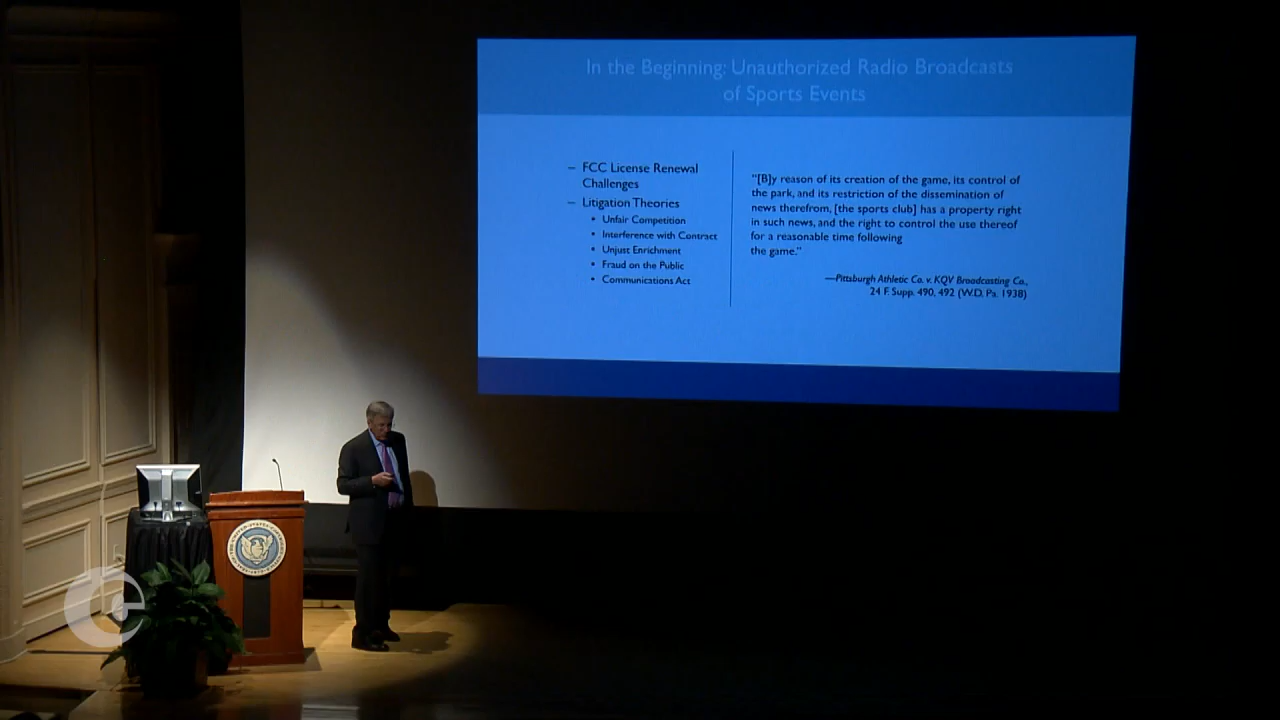 In the Beginning: Unauthorized Radio Broadcasts
of Sports Events
– FCC License Renewal
Challenges
– Litigation Theories
• Unfair Competition
• Interference with Contract
• Unjust Enrichment
• Fraud on the Public
• Communications Act
“[B]y reason of its creation of the game, its control of
the park, and its restriction of the dissemination of
news therefrom, [the sports club] has a property right
in such news, and the right to control the use thereof
for a reasonable time following
the game.”
—Pittsburgh Athletic Co. v. KQV Broadcasting Co.,
24 F. Supp. 490, 492 (W.D. Pa. 1938)